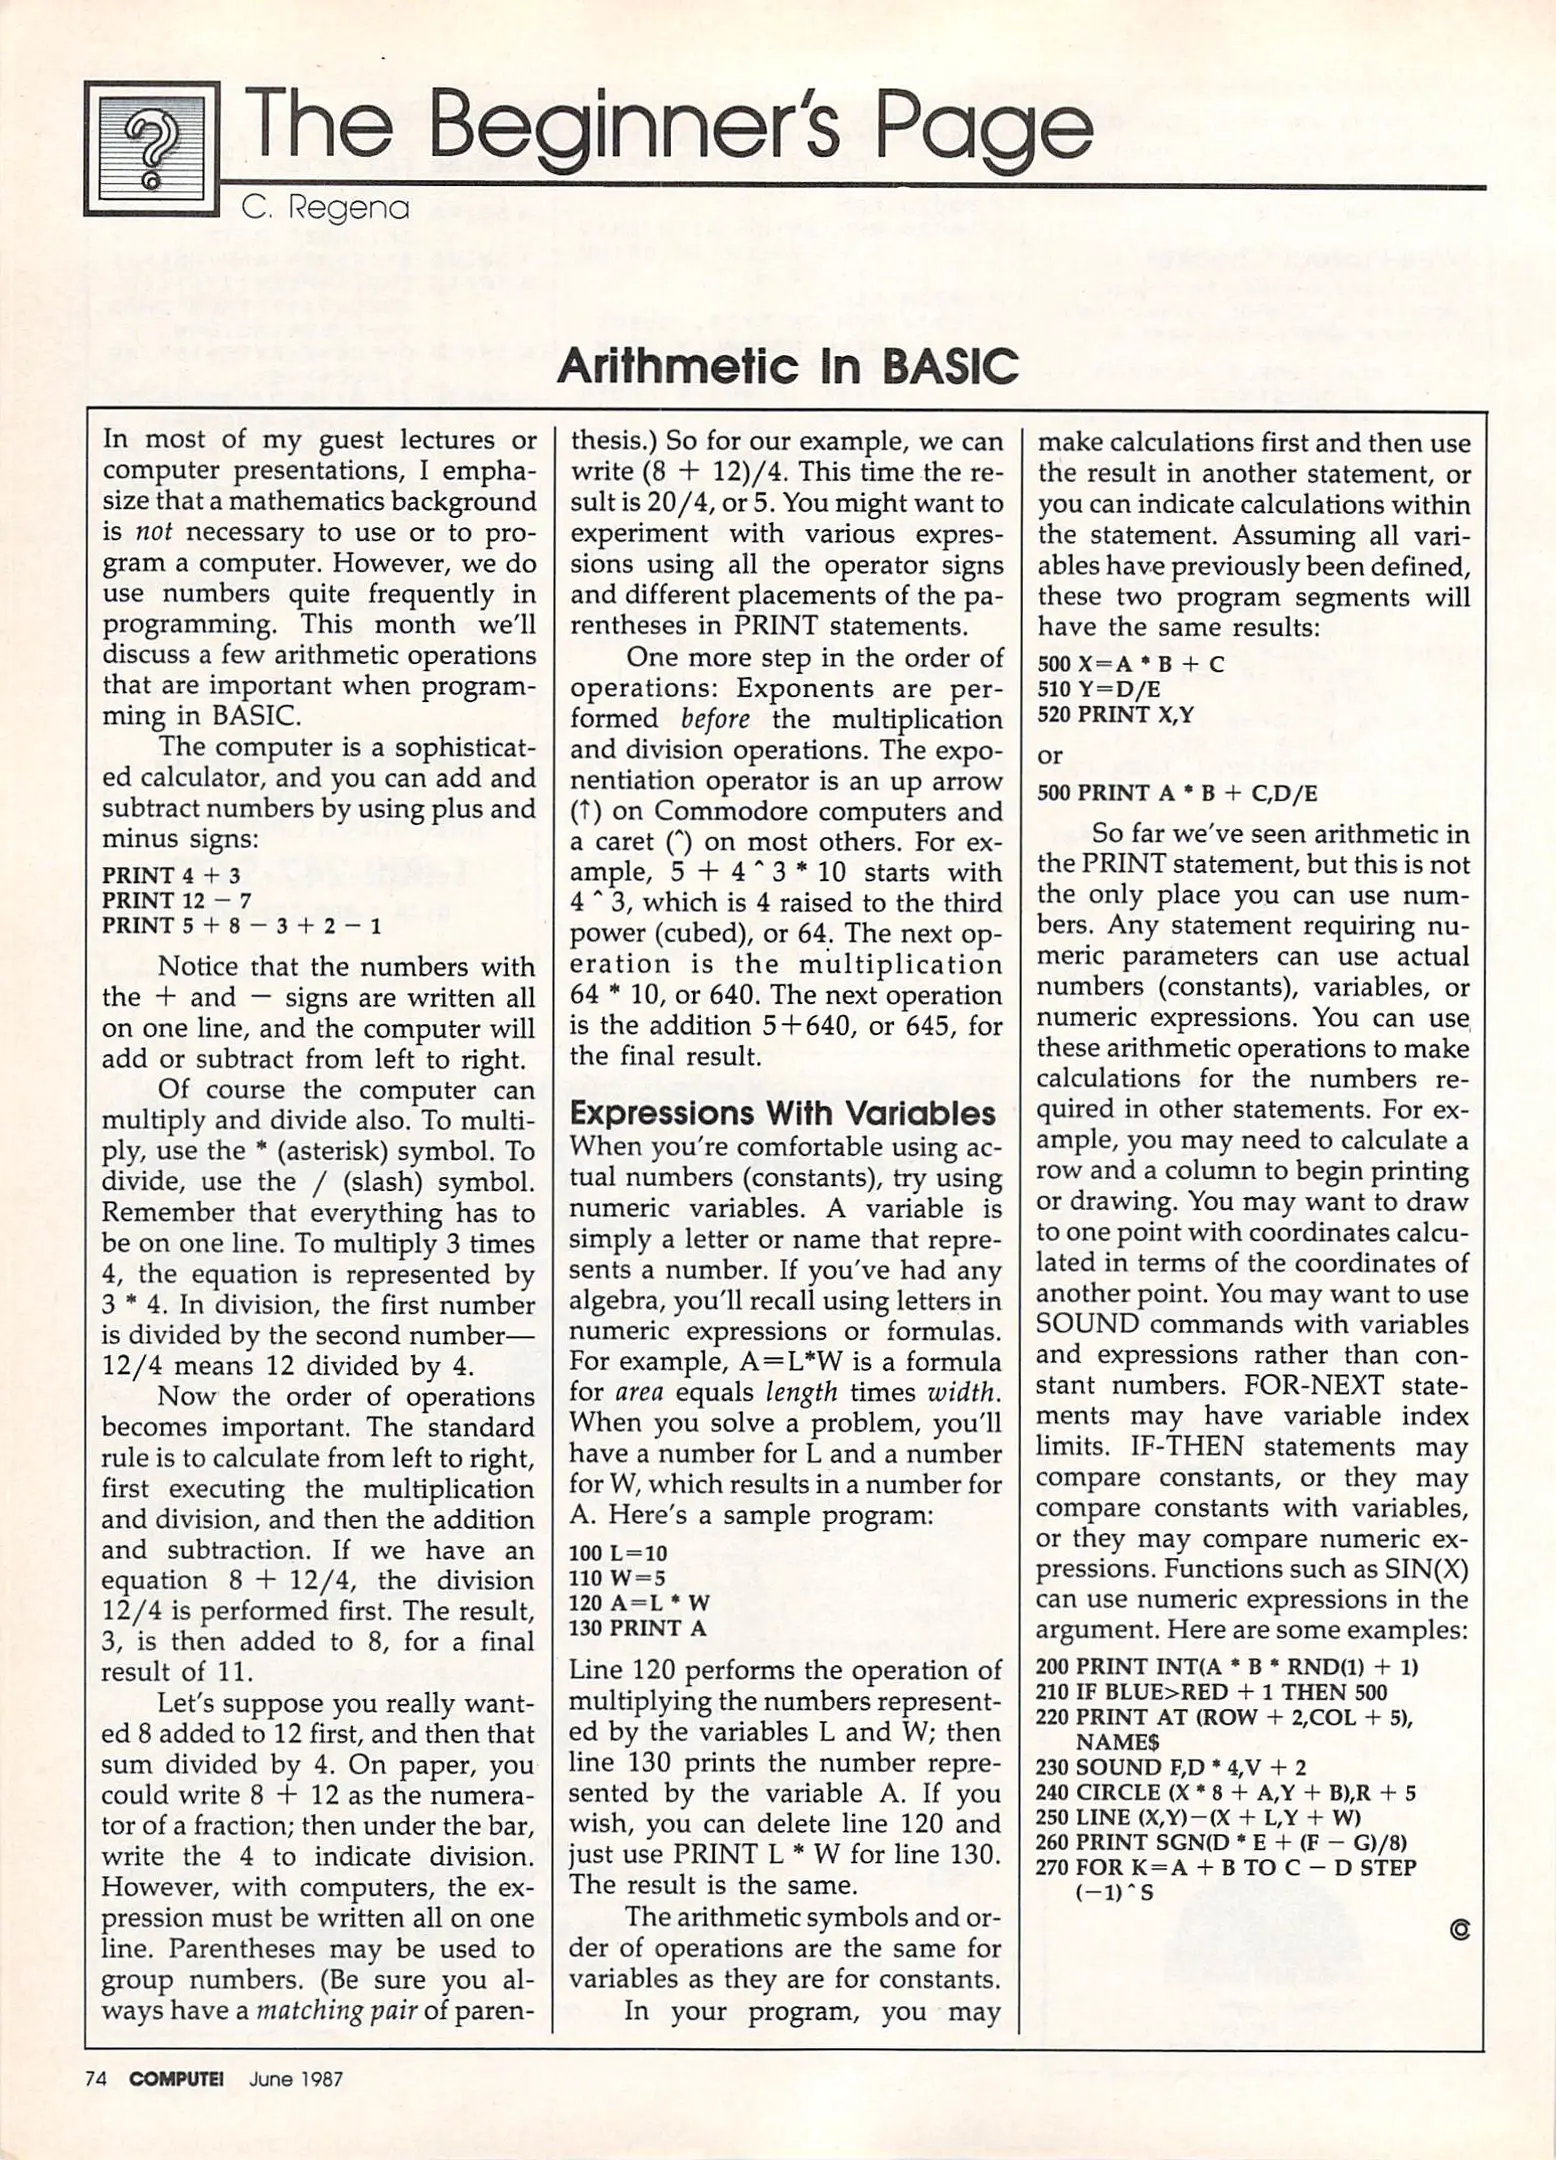 ?
The Beginner's Page
C. Regena
Arithmetic In BASIC
In most of my guest lectures or
computer presentations, I empha-
size that a mathematics background
is not necessary to use or to pro-
gram a computer. However, we do
use numbers quite frequently in
programming. This month we'll
discuss a few arithmetic operations
that are important when program-
ming in BASIC.
The computer is a sophisticat-
ed calculator, and you can add and
subtract numbers by using plus and
minus signs:
PRINT 4 + 3
PRINT 12 − 7
PRINT 5 + 8 − 3 + 2 − 1
Notice that the numbers with
the + and − signs are written all
on one line, and the computer will
add or subtract from left to right.
Of course the computer can
multiply and divide also. To multi-
ply, use the * (asterisk) symbol. To
divide, use the / (slash) symbol.
Remember that everything has to
be on one line. To multiply 3 times
4, the equation is represented by
3 * 4. In division, the first number
is divided by the second number—
12/4 means 12 divided by 4.
Now the order of operations
becomes important. The standard
rule is to calculate from left to right,
first executing the multiplication
and division, and then the addition
and subtraction. If we have an
equation 8 + 12/4, the division
12/4 is performed first. The result,
3, is then added to 8, for a final
result of 11.
Let's suppose you really want-
ed 8 added to 12 first, and then that
sum divided by 4. On paper, you
could write 8 + 12 as the numera-
tor of a fraction; then under the bar,
write the 4 to indicate division.
However, with computers, the ex-
pression must be written all on one
line. Parentheses may be used to
group numbers. (Be sure you al-
ways have a matching pair of paren-
thesis.) So for our example, we can
write (8 + 12)/4. This time the re-
sult is 20/4, or 5. You might want to
experiment with various expres-
sions using all the operator signs
and different placements of the pa-
rentheses in PRINT statements.
One more step in the order of
operations: Exponents are per-
formed before the multiplication
and division operations. The expo-
nentiation operator is an up arrow
(↑) on Commodore computers and
a caret (^) on most others. For ex-
ample, 5 + 4 ^ 3 * 10 starts with
4 ^ 3, which is 4 raised to the third
power (cubed), or 64. The next op-
eration is the multiplication
64 * 10, or 640. The next operation
is the addition 5+640, or 645, for
the final result.
Expressions With Variables
When you're comfortable using ac-
tual numbers (constants), try using
numeric variables. A variable is
simply a letter or name that repre-
sents a number. If you've had any
algebra, you'll recall using letters in
numeric expressions or formulas.
For example, A=L*W is a formula
for area equals length times width.
When you solve a problem, you'll
have a number for L and a number
for W, which results in a number for
A. Here's a sample program:
100 L=10
110 W=5
120 A=L * W
130 PRINT A
Line 120 performs the operation of
multiplying the numbers represent-
ed by the variables L and W; then
line 130 prints the number repre-
sented by the variable A. If you
wish, you can delete line 120 and
just use PRINT L * W for line 130.
The result is the same.
The arithmetic symbols and or-
der of operations are the same for
variables as they are for constants.
In your program, you may
make calculations first and then use
the result in another statement, or
you can indicate calculations within
the statement. Assuming all vari-
ables have previously been defined,
these two program segments will
have the same results:
500 X=A * B + C
510 Y=D/E
520 PRINT X,Y
or
500 PRINT A * B + C,D/E
So far we've seen arithmetic in
the PRINT statement, but this is not
the only place you can use num-
bers. Any statement requiring nu-
meric parameters can use actual
numbers (constants), variables, or
numeric expressions. You can use
these arithmetic operations to make
calculations for the numbers re-
quired in other statements. For ex-
ample, you may need to calculate a
row and a column to begin printing
or drawing. You may want to draw
to one point with coordinates calcu-
lated in terms of the coordinates of
another point. You may want to use
SOUND commands with variables
and expressions rather than con-
stant numbers. FOR-NEXT state-
ments may have variable index
limits. IF-THEN statements may
compare constants, or they may
compare constants with variables,
or they may compare numeric ex-
pressions. Functions such as SIN(X)
can use numeric expressions in the
argument. Here are some examples:
200 PRINT INT(A * B * RND(1) + 1)
210 IF BLUE>RED + 1 THEN 500
220 PRINT AT (ROW + 2,COL + 5),
NAME$
230 SOUND F,D * 4,V + 2
240 CIRCLE (X * 8 + A,Y + B),R + 5
250 LINE (X,Y)−(X + L,Y + W)
260 PRINT SGN(D * E + (F − G)/8)
270 FOR K=A + B TO C − D STEP
(−1)^S
74 COMPUTE! June 1987